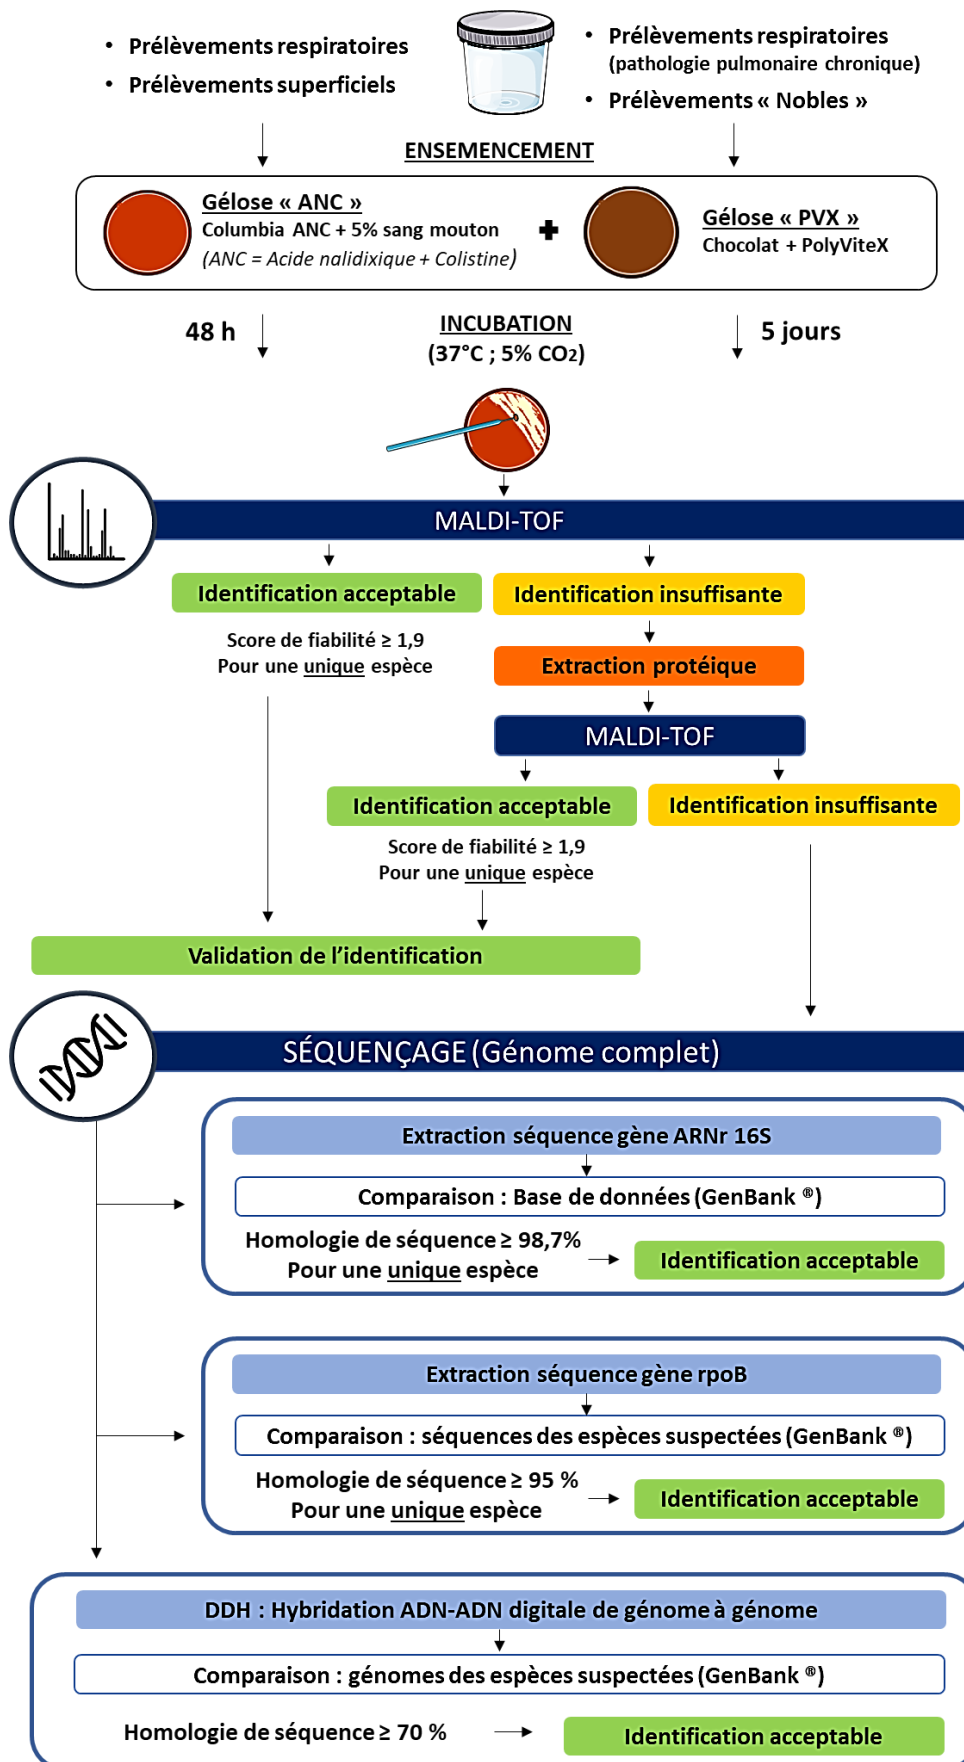 • Prélèvements respiratoires
• Prélèvements superficiels
• Prélèvements respiratoires
(pathologie pulmonaire chronique)
• Prélèvements « Nobles »
ENSEMENCEMENT
Gélose « ANC »
Columbia ANC + 5% sang mouton
(ANC = Acide nalidixique + Colistine)
+
Gélose « PVX »
Chocolat + PolyViteX
48 h
INCUBATION
(37°C ; 5% CO2)
5 jours
MALDI-TOF
Identification acceptable
Identification insuffisante
Score de fiabilité ≥ 1,9
Pour une unique espèce
Extraction protéique
MALDI-TOF
Identification acceptable
Identification insuffisante
Score de fiabilité ≥ 1,9
Pour une unique espèce
Validation de l’identification
SÉQUENÇAGE (Génome complet)
Extraction séquence gène ARNr 16S
Comparaison : Base de données (GenBank ®)
Homologie de séquence ≥ 98,7%
Pour une unique espèce
Identification acceptable
Extraction séquence gène rpoB
Comparaison : séquences des espèces suspectées (GenBank ®)
Homologie de séquence ≥ 95 %
Pour une unique espèce
Identification acceptable
DDH : Hybridation ADN-ADN digitale de génome à génome
Comparaison : génomes des espèces suspectées (GenBank ®)
Homologie de séquence ≥ 70 %
Identification acceptable